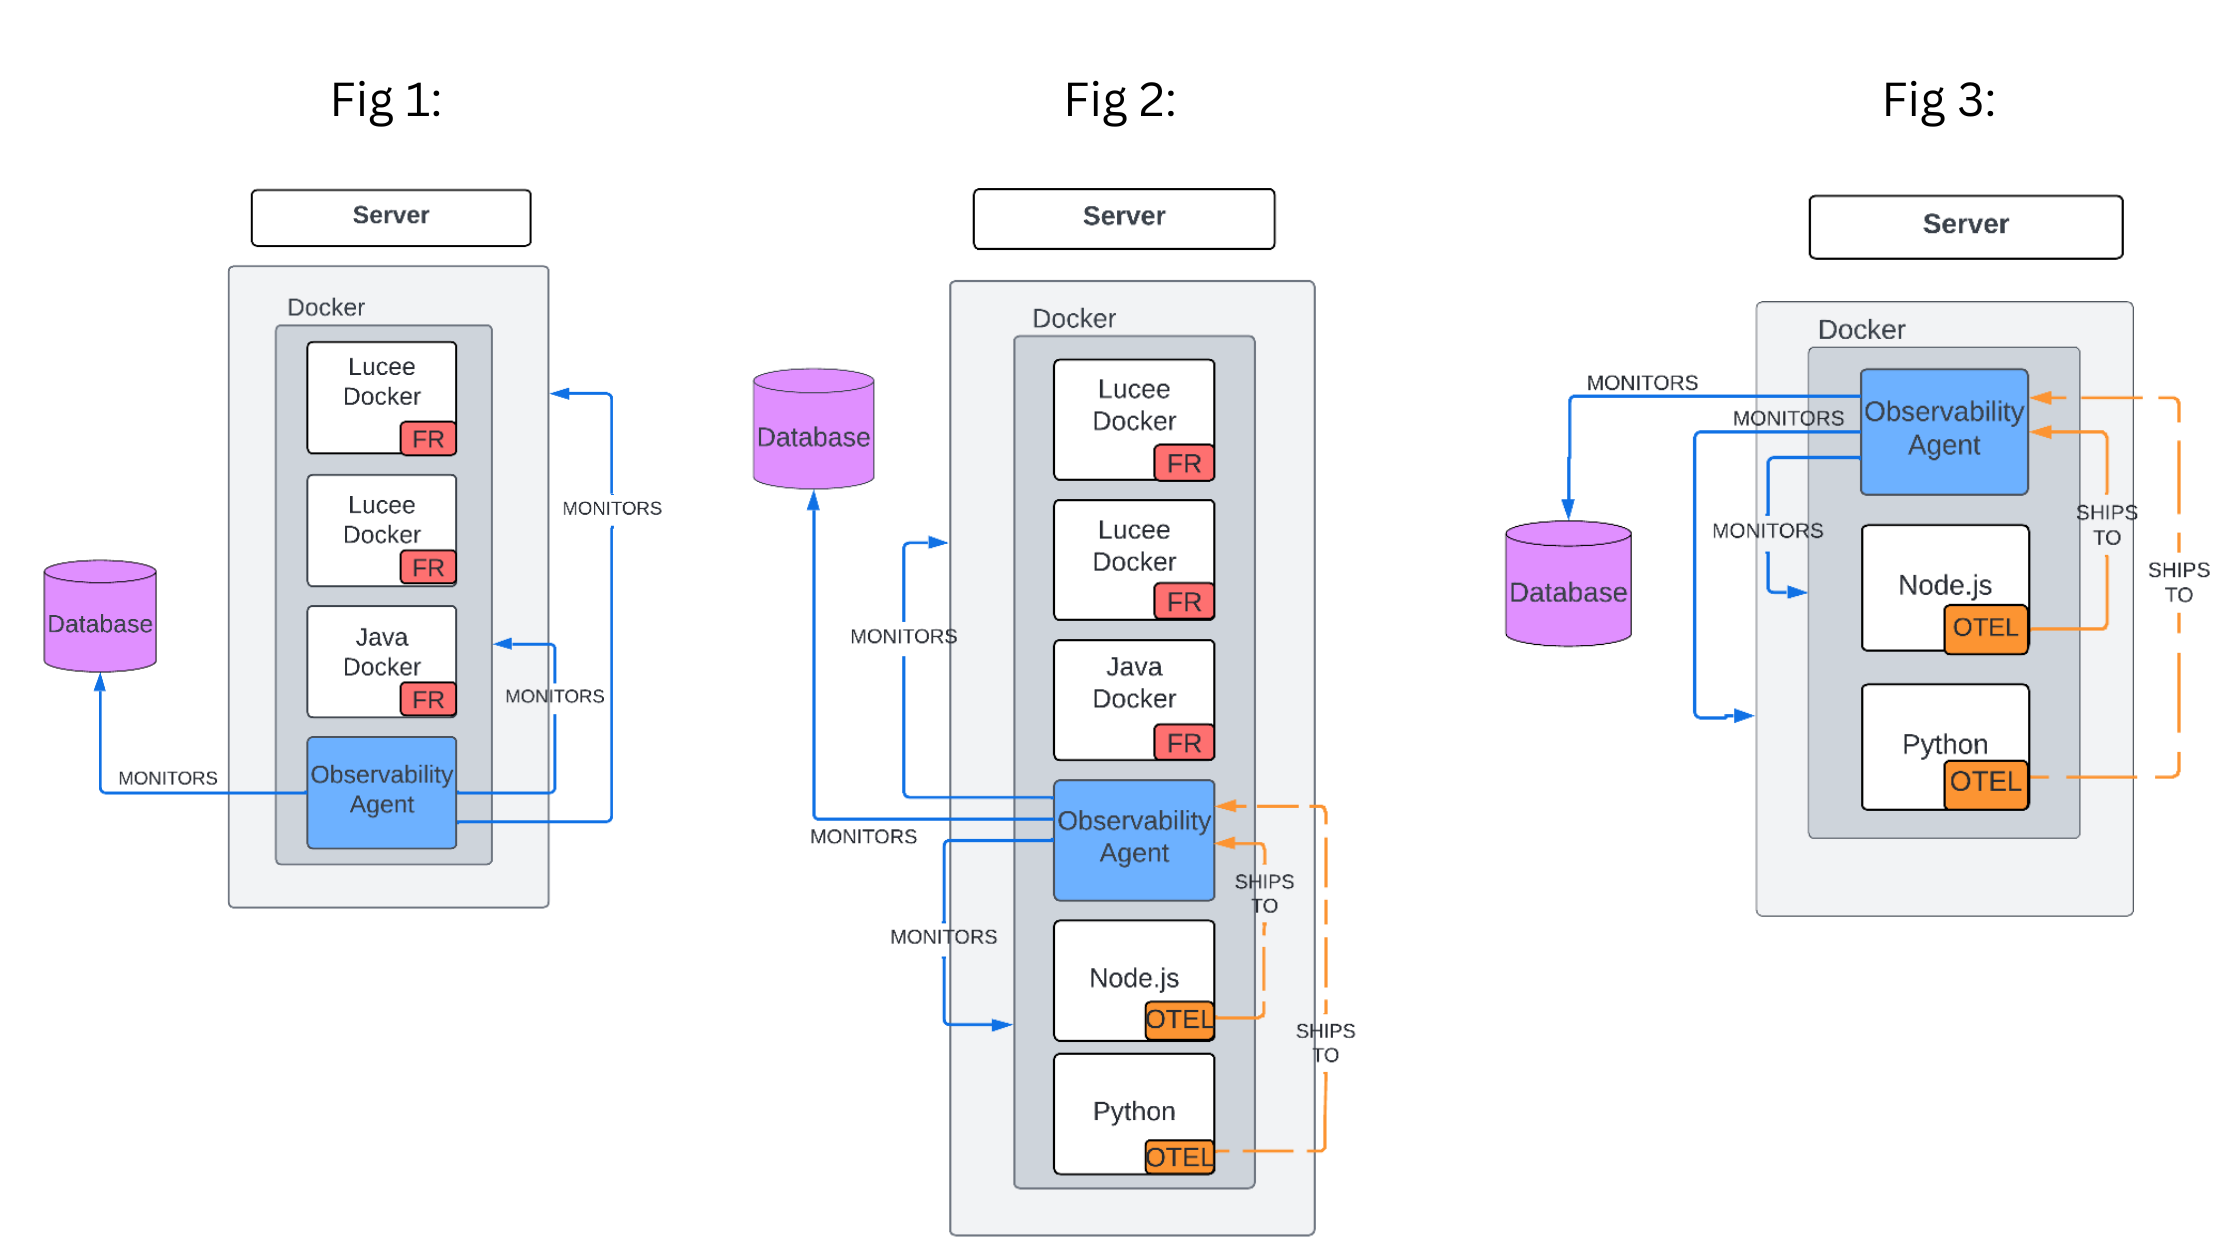 Fig 1:
Server
Docker
Lucee
Docker
FR
Lucee
Docker
FR
Java
Docker
FR
Observability
Agent
Database
MONITORS
MONITORS
MONITORS
Fig 2:
Server
Docker
Lucee
Docker
FR
Lucee
Docker
FR
Java
Docker
FR
Observability
Agent
Node.js
OTEL
Python
OTEL
Database
MONITORS
MONITORS
MONITORS
SHIPS
TO
SHIPS
TO
Fig 3:
Server
Docker
Observability
Agent
Node.js
OTEL
Python
OTEL
Database
MONITORS
MONITORS
MONITORS
SHIPS
TO
SHIPS
TO